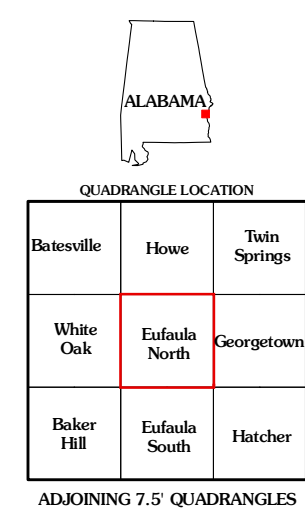 ALABAMA
QUADRANGLE LOCATION
Batesville
Howe
Twin
Springs
White
Oak
Eufaula
North
Georgetown
Baker
Hill
Eufaula
South
Hatcher
ADJOINING 7.5' QUADRANGLES